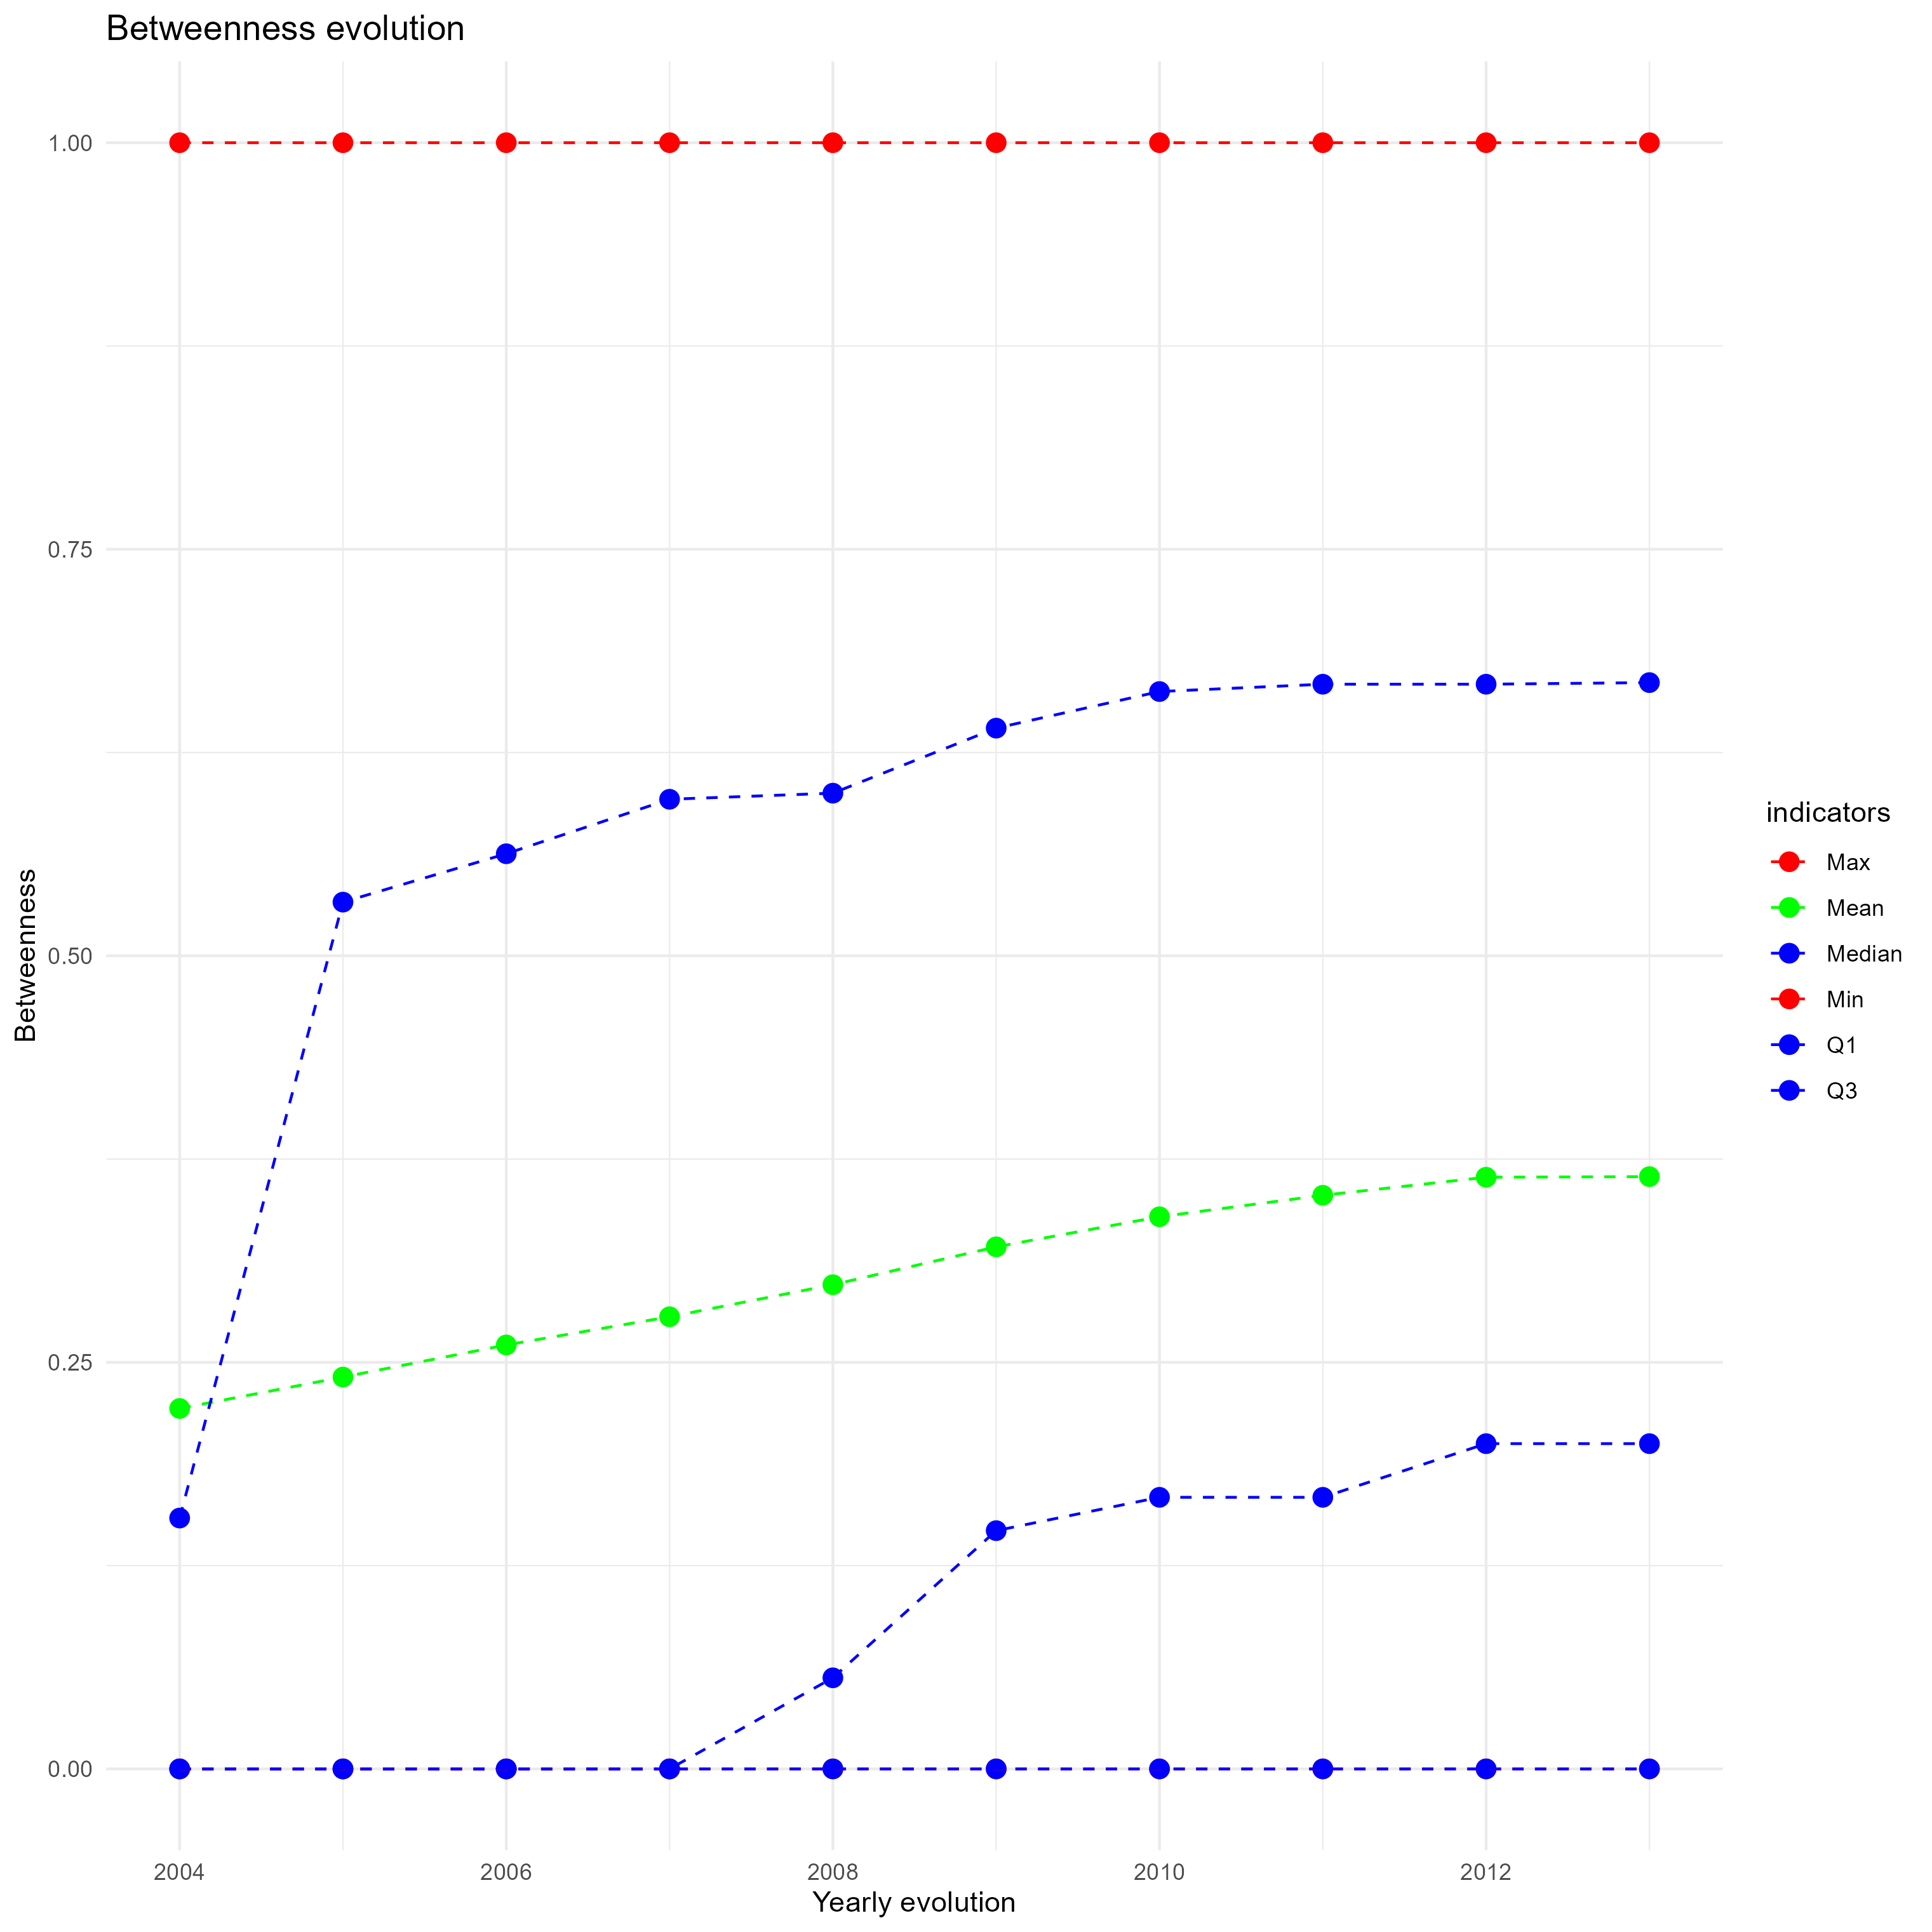 Betweenness evolution
1.00
0.75
0.50
0.25
0.00
Betweenness
2004
2006
2008
2010
2012
Yearly evolution
indicators
Max
Mean
Median
Min
Q1
Q3